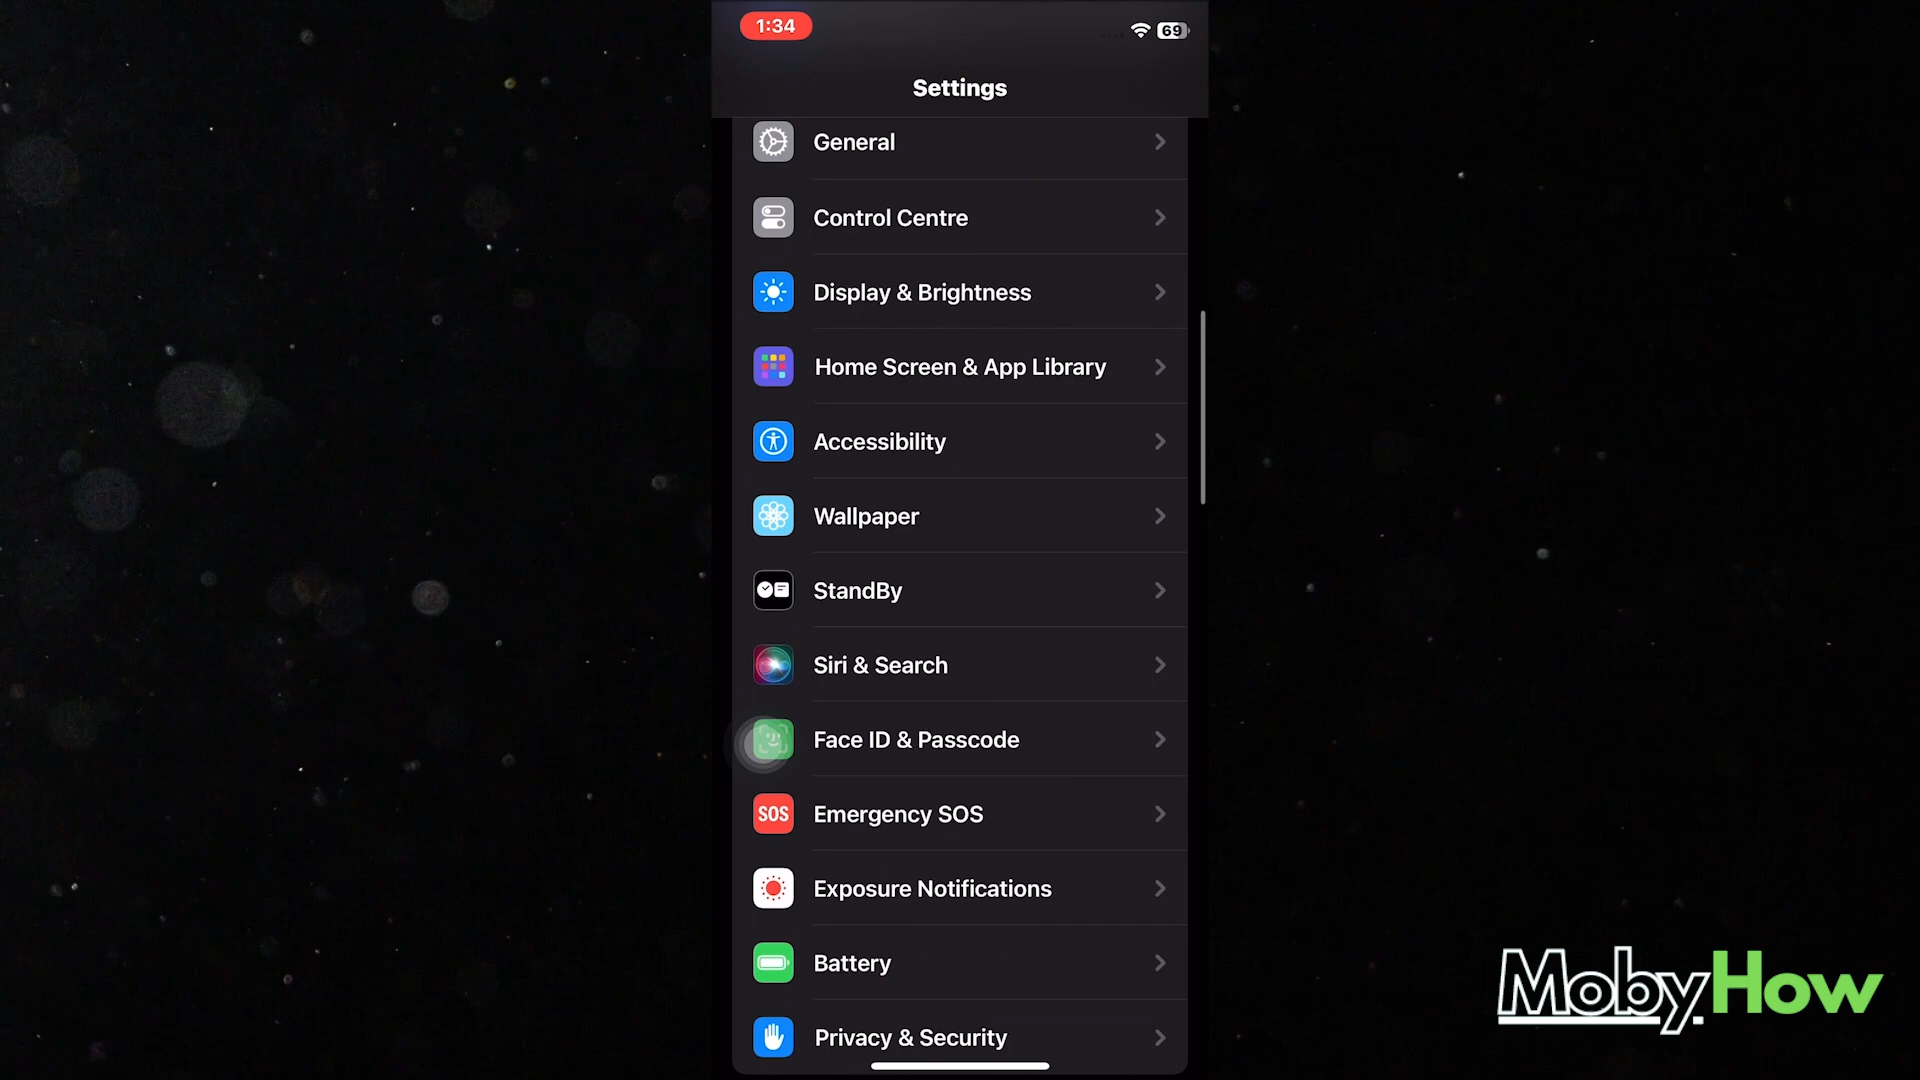 1:34
69
Settings
General
Control Centre
Display & Brightness
Home Screen & App Library
Accessibility
Wallpaper
StandBy
Siri & Search
Face ID & Passcode
SOS
Emergency SOS
Exposure Notifications
Battery
Privacy & Security
MobyHow